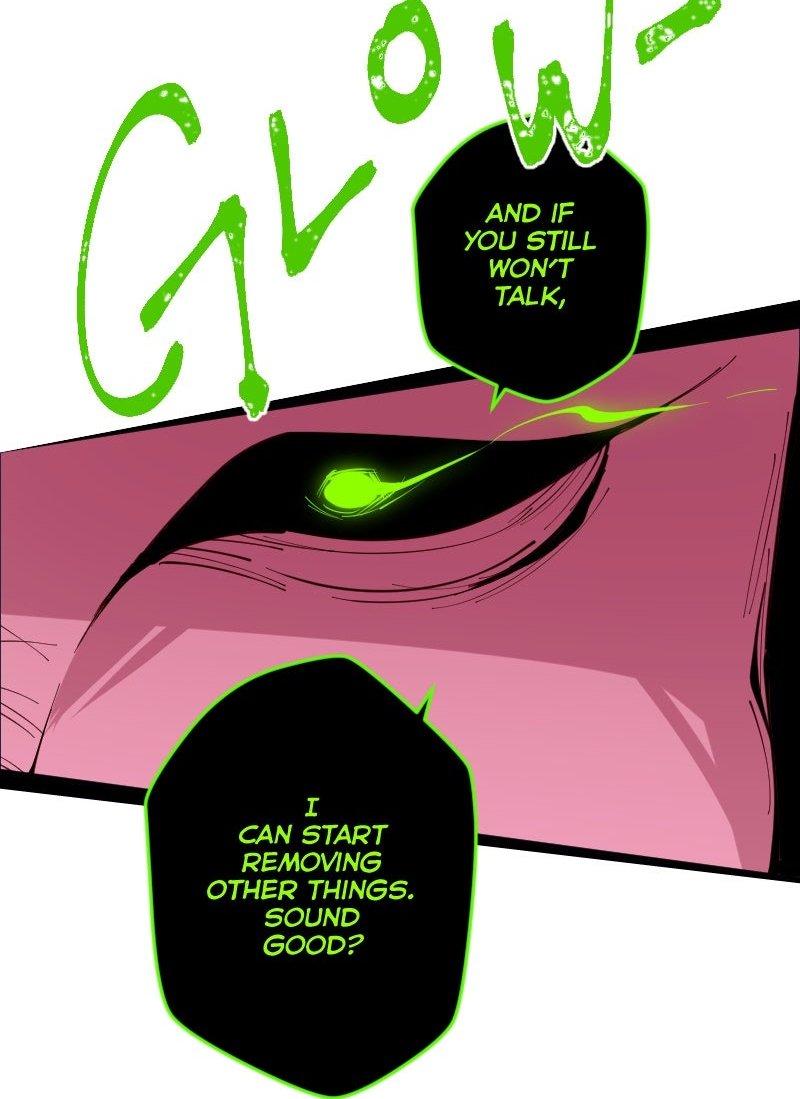 GLOW-
AND IF
YOU STILL
WON'T
TALK,
I
CAN START
REMOVING
OTHER THINGS.
SOUND
GOOD?